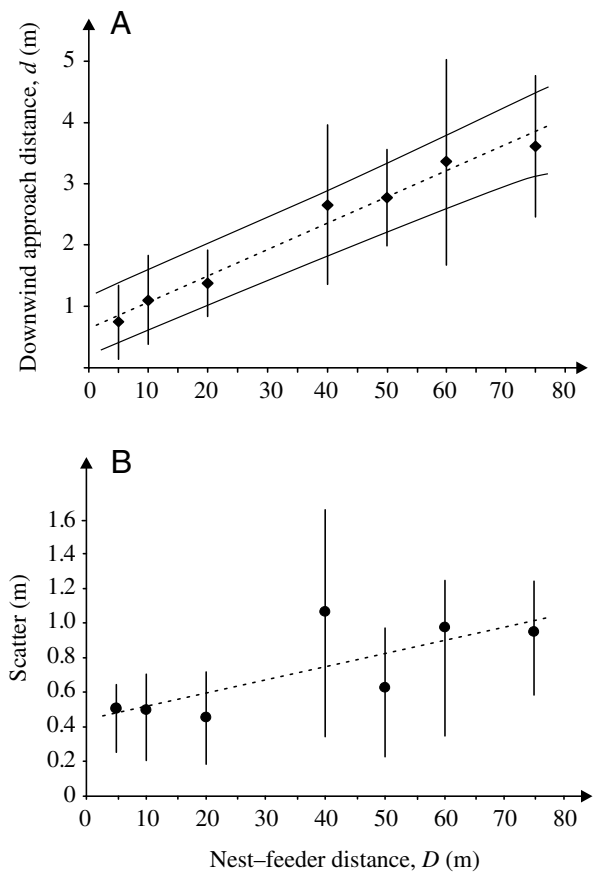 A
Downwind approach distance, d (m)
5
4
3
2
1
0 10 20 30 40 50 60 70 80
B
Scatter (m)
1.6
1.4
1.2
1.0
0.8
0.6
0.4
0.2
0
0 10 20 30 40 50 60 70 80
Nest–feeder distance, D (m)